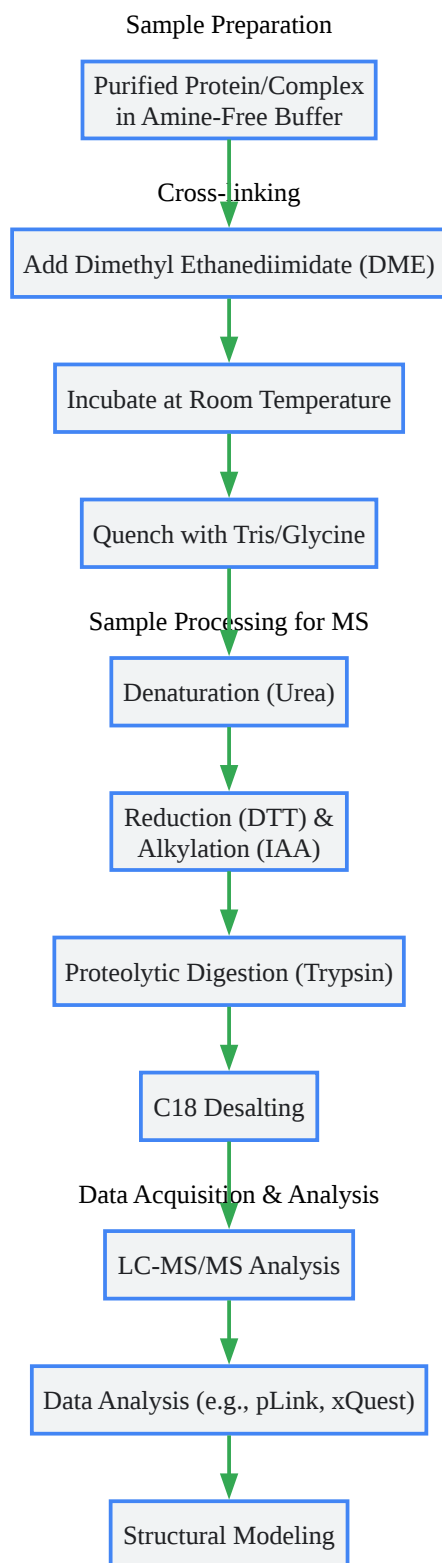 Sample Preparation
Purified Protein/Complex
in Amine-Free Buffer
Cross-linking
Add Dimethyl Ethanediimidate (DME)
Incubate at Room Temperature
Quench with Tris/Glycine
Sample Processing for MS
Denaturation (Urea)
Reduction (DTT) &
Alkylation (IAA)
Proteolytic Digestion (Trypsin)
C18 Desalting
Data Acquisition & Analysis
LC-MS/MS Analysis
Data Analysis (e.g., pLink, xQuest)
Structural Modeling